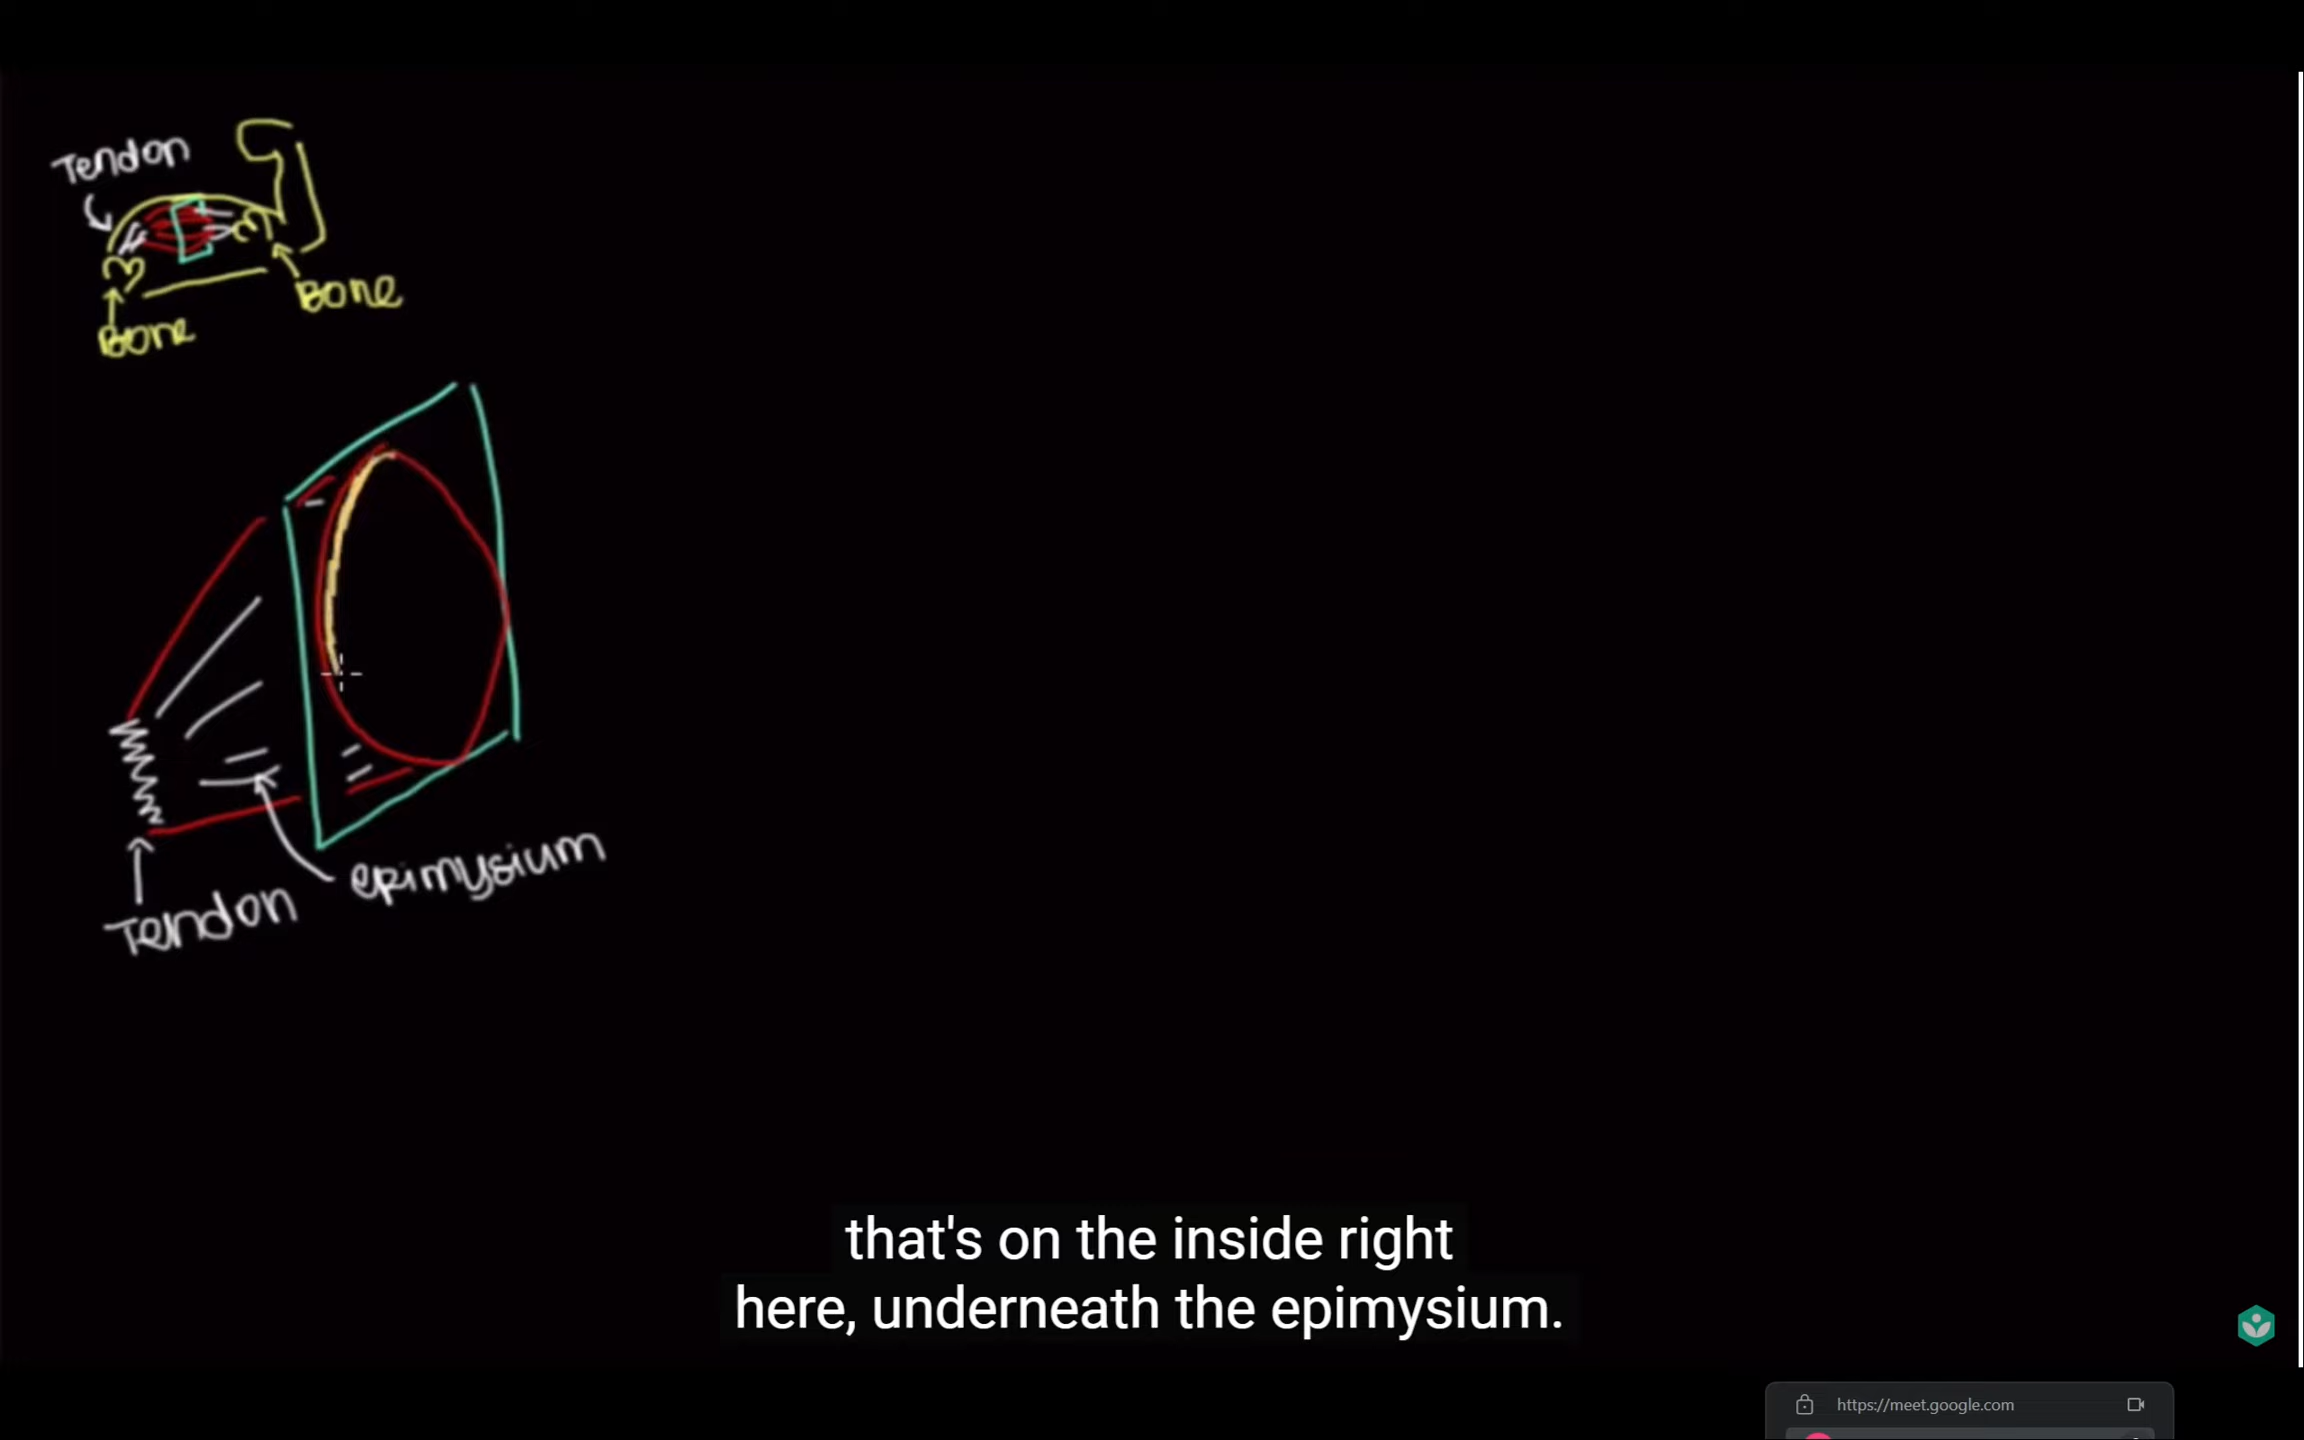 Tendon
Bone
Bone
epimysium
Tendon
that's on the inside right
here, underneath the epimysium.
https://meet.google.com